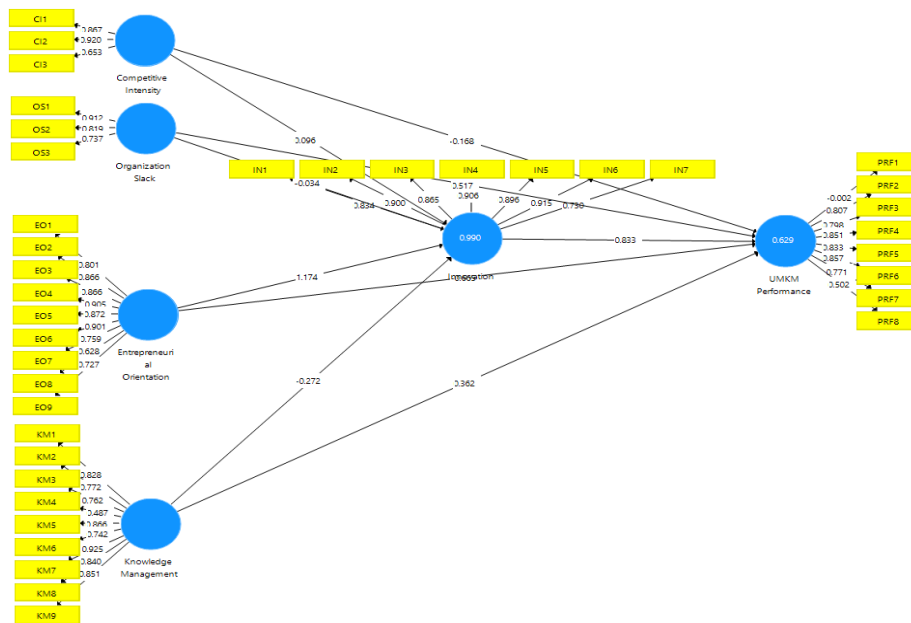 CI1
CI2
CI3
0.867
0.920
0.653
Competitive
Intensity
OS1
OS2
OS3
0.912
0.819
0.737
Organization
Slack
EO1
EO2
EO3
EO4
EO5
EO6
EO7
EO8
EO9
0.801
0.866
0.866
0.905
0.872
0.901
0.759
0.628
0.727
Entrepreneuri
al
Orientation
KM1
KM2
KM3
KM4
KM5
KM6
KM7
KM8
KM9
0.828
0.772
0.762
0.487
0.866
0.742
0.925
0.840
0.851
Knowledge
Management
0.096
-0.168
-0.034
0.517
1.174
0.833
-0.272
0.362
IN1
IN2
IN3
IN4
IN5
IN6
IN7
0.834
0.900
0.865
0.906
0.896
0.915
0.730
0.990
0.629
UMKM
Performance
PRF1
PRF2
PRF3
PRF4
PRF5
PRF6
PRF7
PRF8
-0.002
0.807
0.798
0.851
0.833
0.857
0.771
0.502